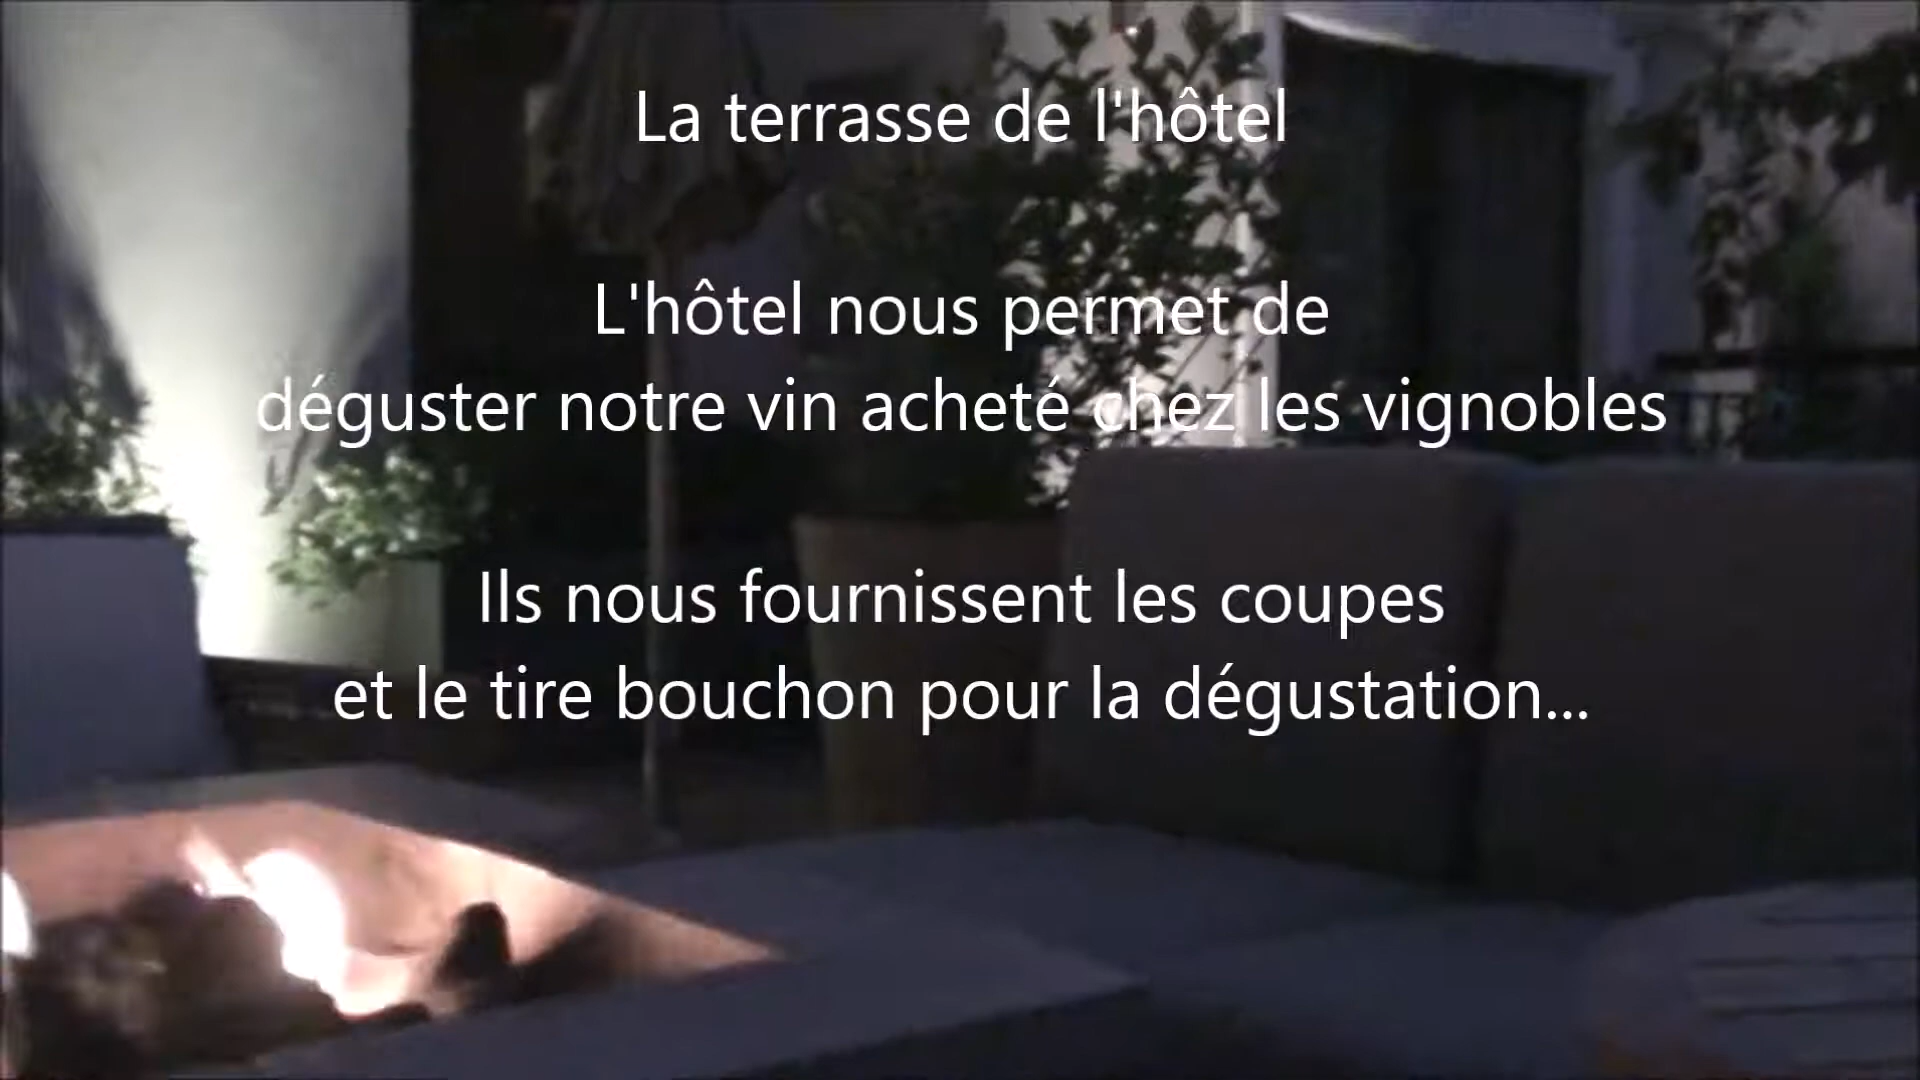 La terrasse de l'hôtel
L'hôtel nous permet de
déguster notre vin acheté chez les vignobles
Ils nous fournissent les coupes
et le tire bouchon pour la dégustation...